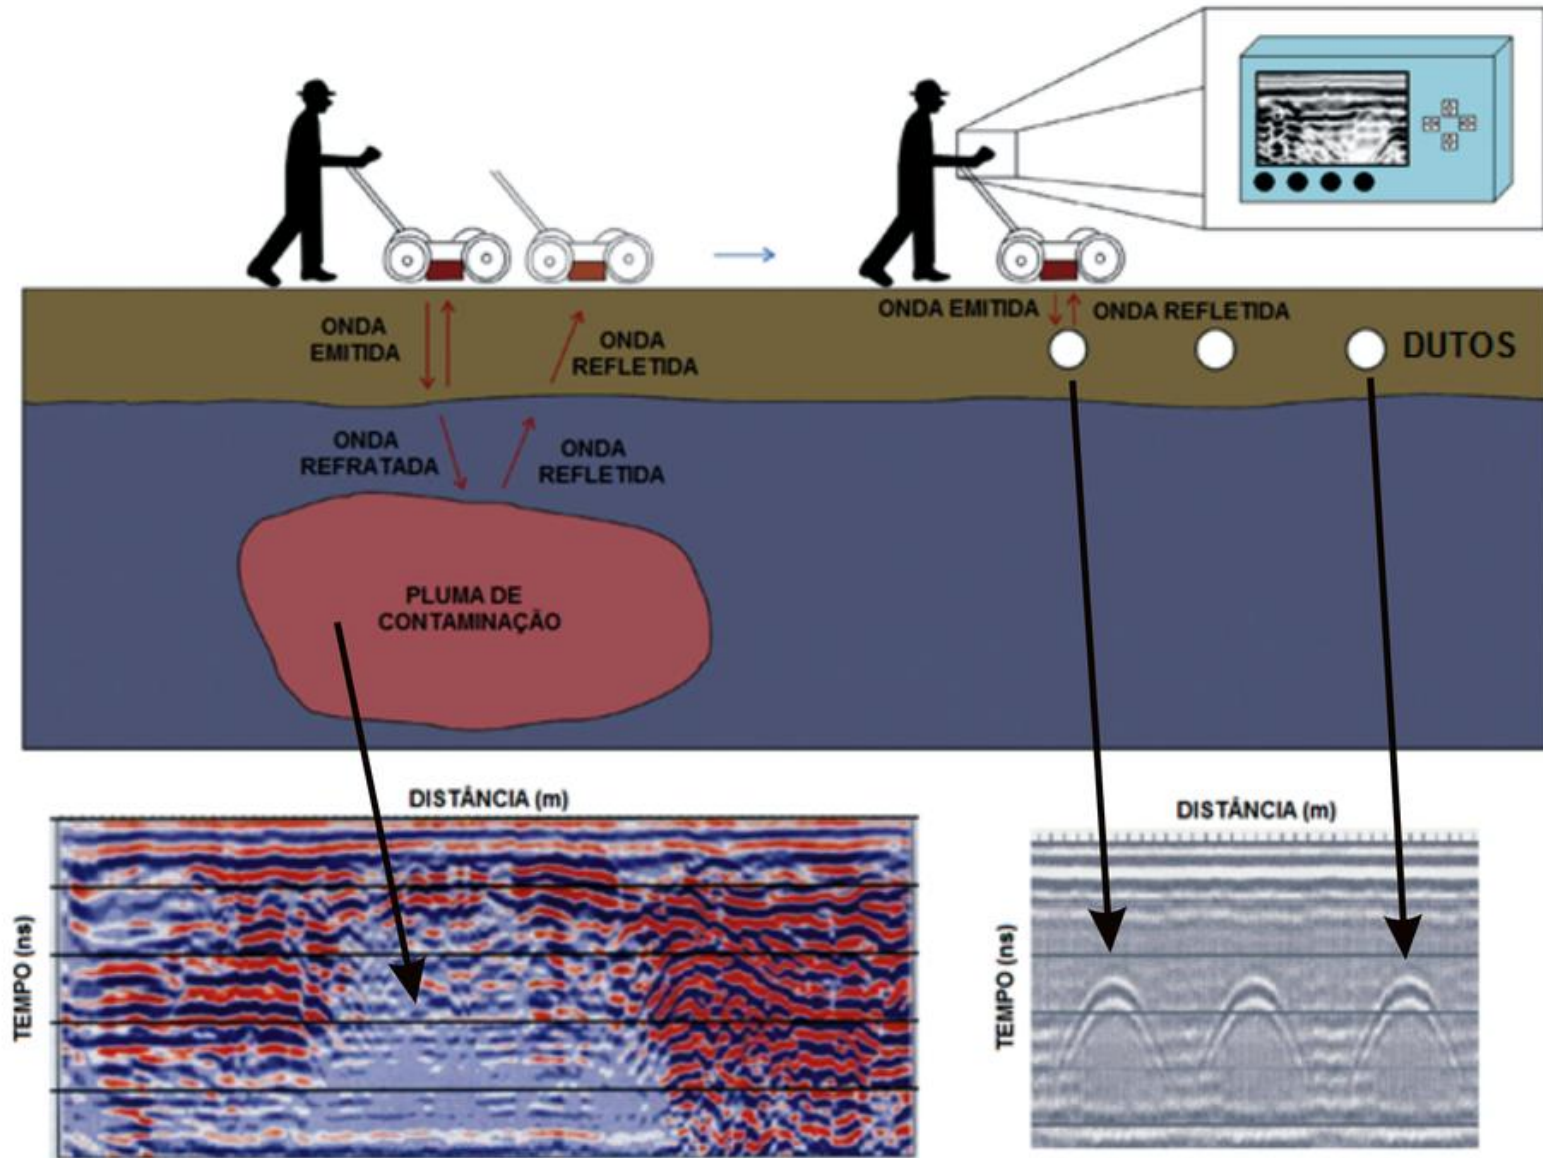 ONDA
EMITIDA
ONDA
REFLETIDA
ONDA EMITIDA
ONDA REFLETIDA
DUTOS
ONDA
REFRATADA
ONDA
REFLETIDA
PLUMA DE
CONTAMINAÇÃO
DISTÂNCIA (m)
TEMPO (ns)
DISTÂNCIA (m)
TEMPO (ns)